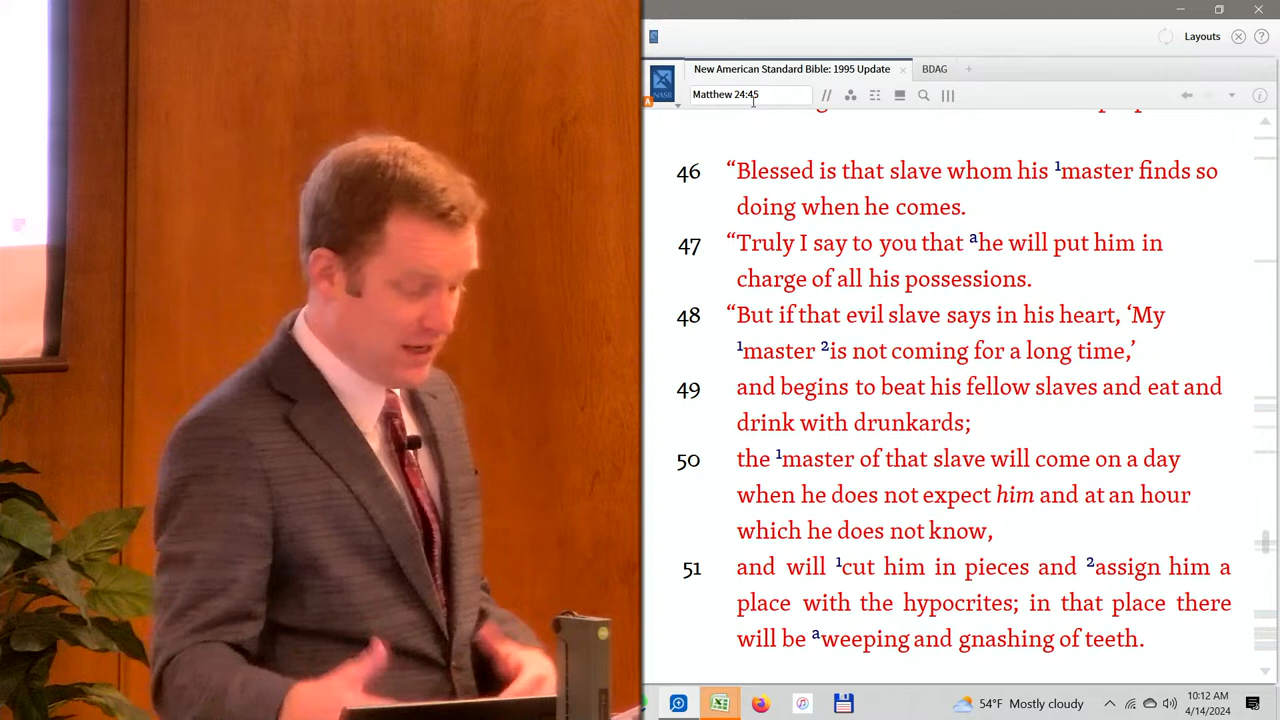 Layouts
New American Standard Bible: 1995 Update
BDAG
NASB
Matthew 24:45
46 “Blessed is that slave whom his 1master finds so
doing when he comes.
47 “Truly I say to you that ahe will put him in
charge of all his possessions.
48 “But if that evil slave says in his heart, ‘My
1master 2is not coming for a long time,’
49 and begins to beat his fellow slaves and eat and
drink with drunkards;
50 the 1master of that slave will come on a day
when he does not expect him and at an hour
which he does not know,
51 and will 1cut him in pieces and 2assign him a
place with the hypocrites; in that place there
will be aweeping and gnashing of teeth.
54°F Mostly cloudy
10:12 AM
4/14/2024